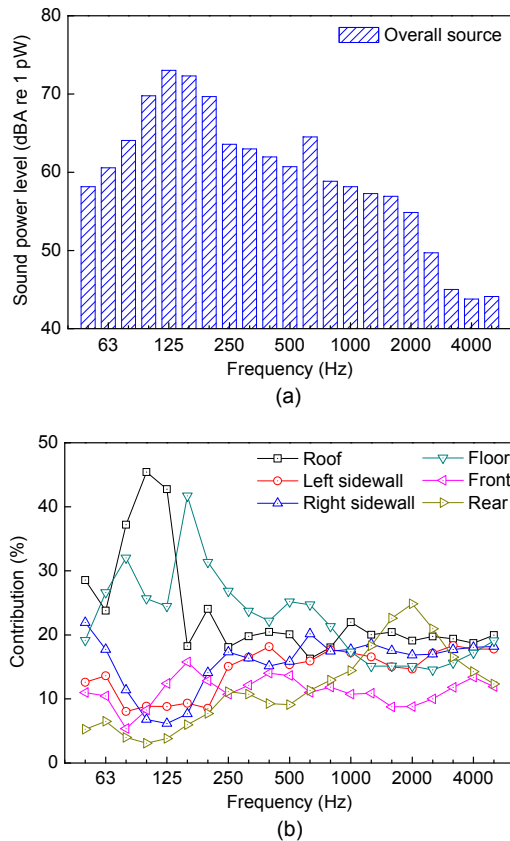 80
70
60
50
40
Sound power level (dBA re 1 pW)
Overall source
63 125 250 500 1000 2000 4000
Frequency (Hz)
(a)
50
40
30
20
10
0
Contribution (%)
Roof
Left sidewall
Right sidewall
Floor
Front
Rear
63 125 250 500 1000 2000 4000
Frequency (Hz)
(b)